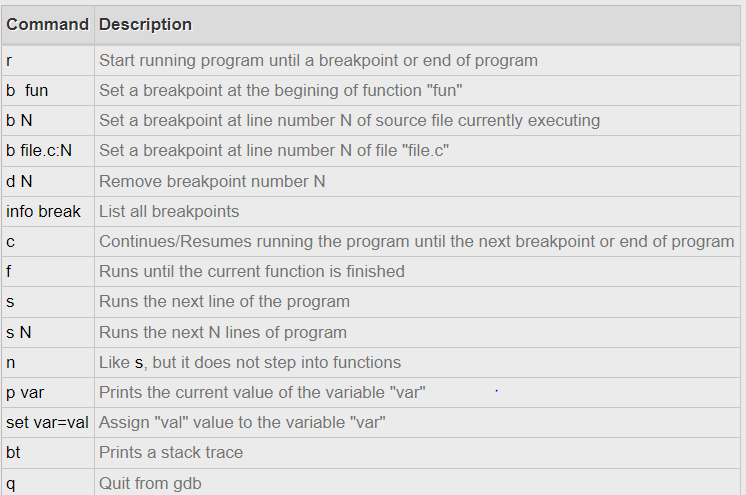 Command Description
r Start running program until a breakpoint or end of program
b fun Set a breakpoint at the begining of function "fun"
b N Set a breakpoint at line number N of source file currently executing
b file.c:N Set a breakpoint at line number N of file "file.c"
d N Remove breakpoint number N
info break List all breakpoints
c Continues/Resumes running the program until the next breakpoint or end of program
f Runs until the current function is finished
s Runs the next line of the program
s N Runs the next N lines of program
n Like s, but it does not step into functions
p var Prints the current value of the variable "var"
set var=val Assign "val" value to the variable "var"
bt Prints a stack trace
q Quit from gdb